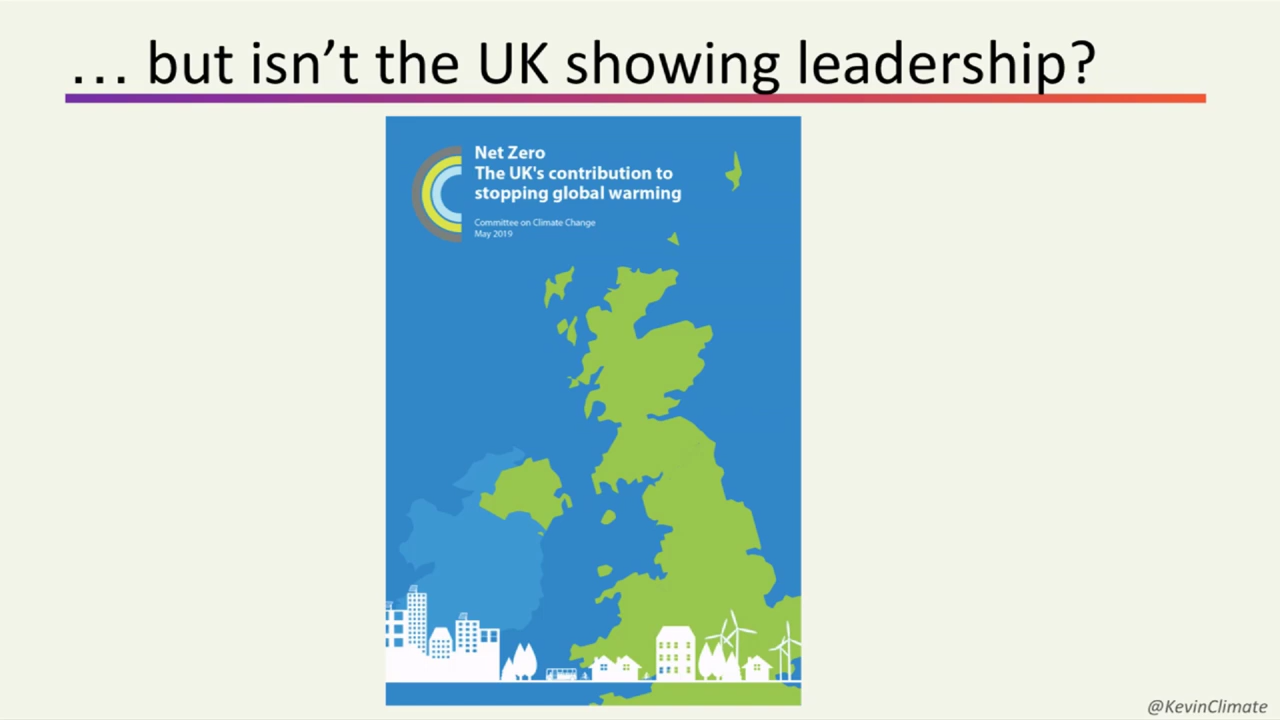 ... but isn't the UK showing leadership?
Net Zero
The UK's contribution to
stopping global warming
Committee on Climate Change
May 2019
@KevinClimate